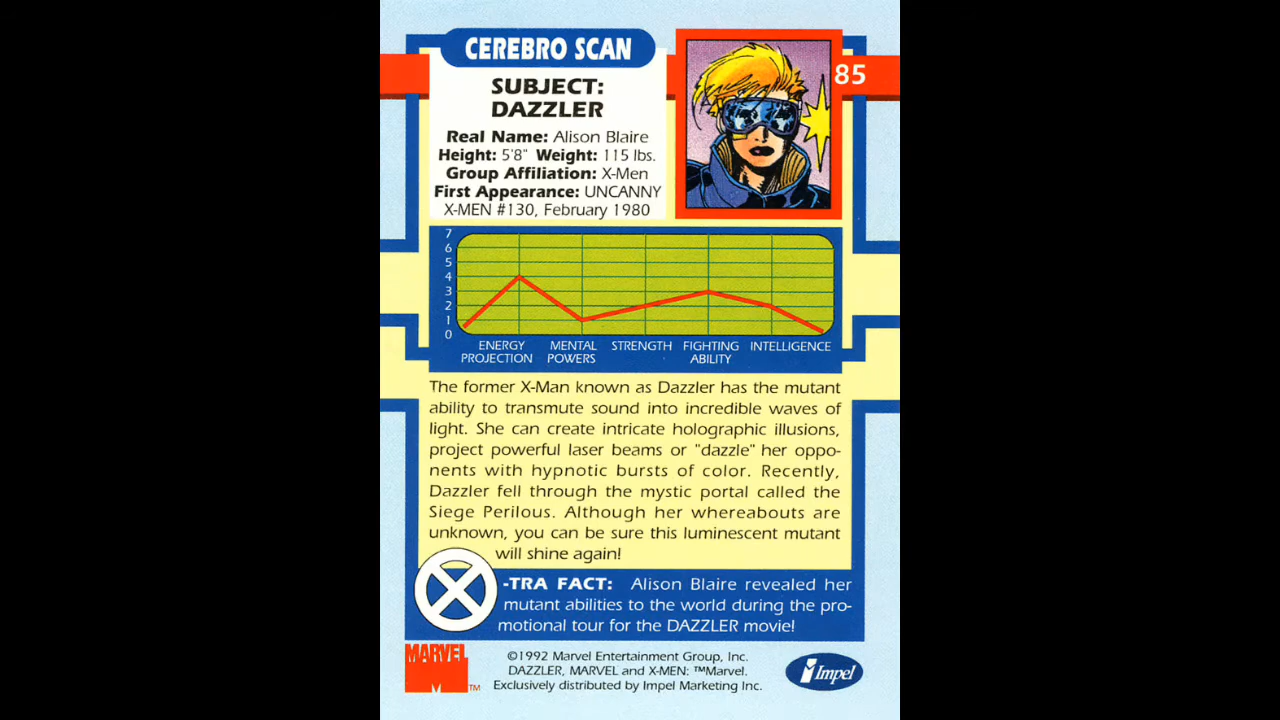 CEREBRO SCAN
85
SUBJECT:
DAZZLER
Real Name: Alison Blaire
Height: 5'8" Weight: 115 lbs.
Group Affiliation: X-Men
First Appearance: UNCANNY
X-MEN #130, February 1980
7
6
5
4
3
2
1
0
ENERGY
PROJECTION
MENTAL
POWERS
STRENGTH
FIGHTING
ABILITY
INTELLIGENCE
The former X-Man known as Dazzler has the mutant
ability to transmute sound into incredible waves of
light. She can create intricate holographic illusions,
project powerful laser beams or "dazzle" her oppo-
nents with hypnotic bursts of color. Recently,
Dazzler fell through the mystic portal called the
Siege Perilous. Although her whereabouts are
unknown, you can be sure this luminescent mutant
will shine again!
X-TRA FACT: Alison Blaire revealed her
mutant abilities to the world during the pro-
motional tour for the DAZZLER movie!
MARVEL
M TM
©1992 Marvel Entertainment Group, Inc.
DAZZLER, MARVEL and X-MEN: ™Marvel.
Exclusively distributed by Impel Marketing Inc.
Impel